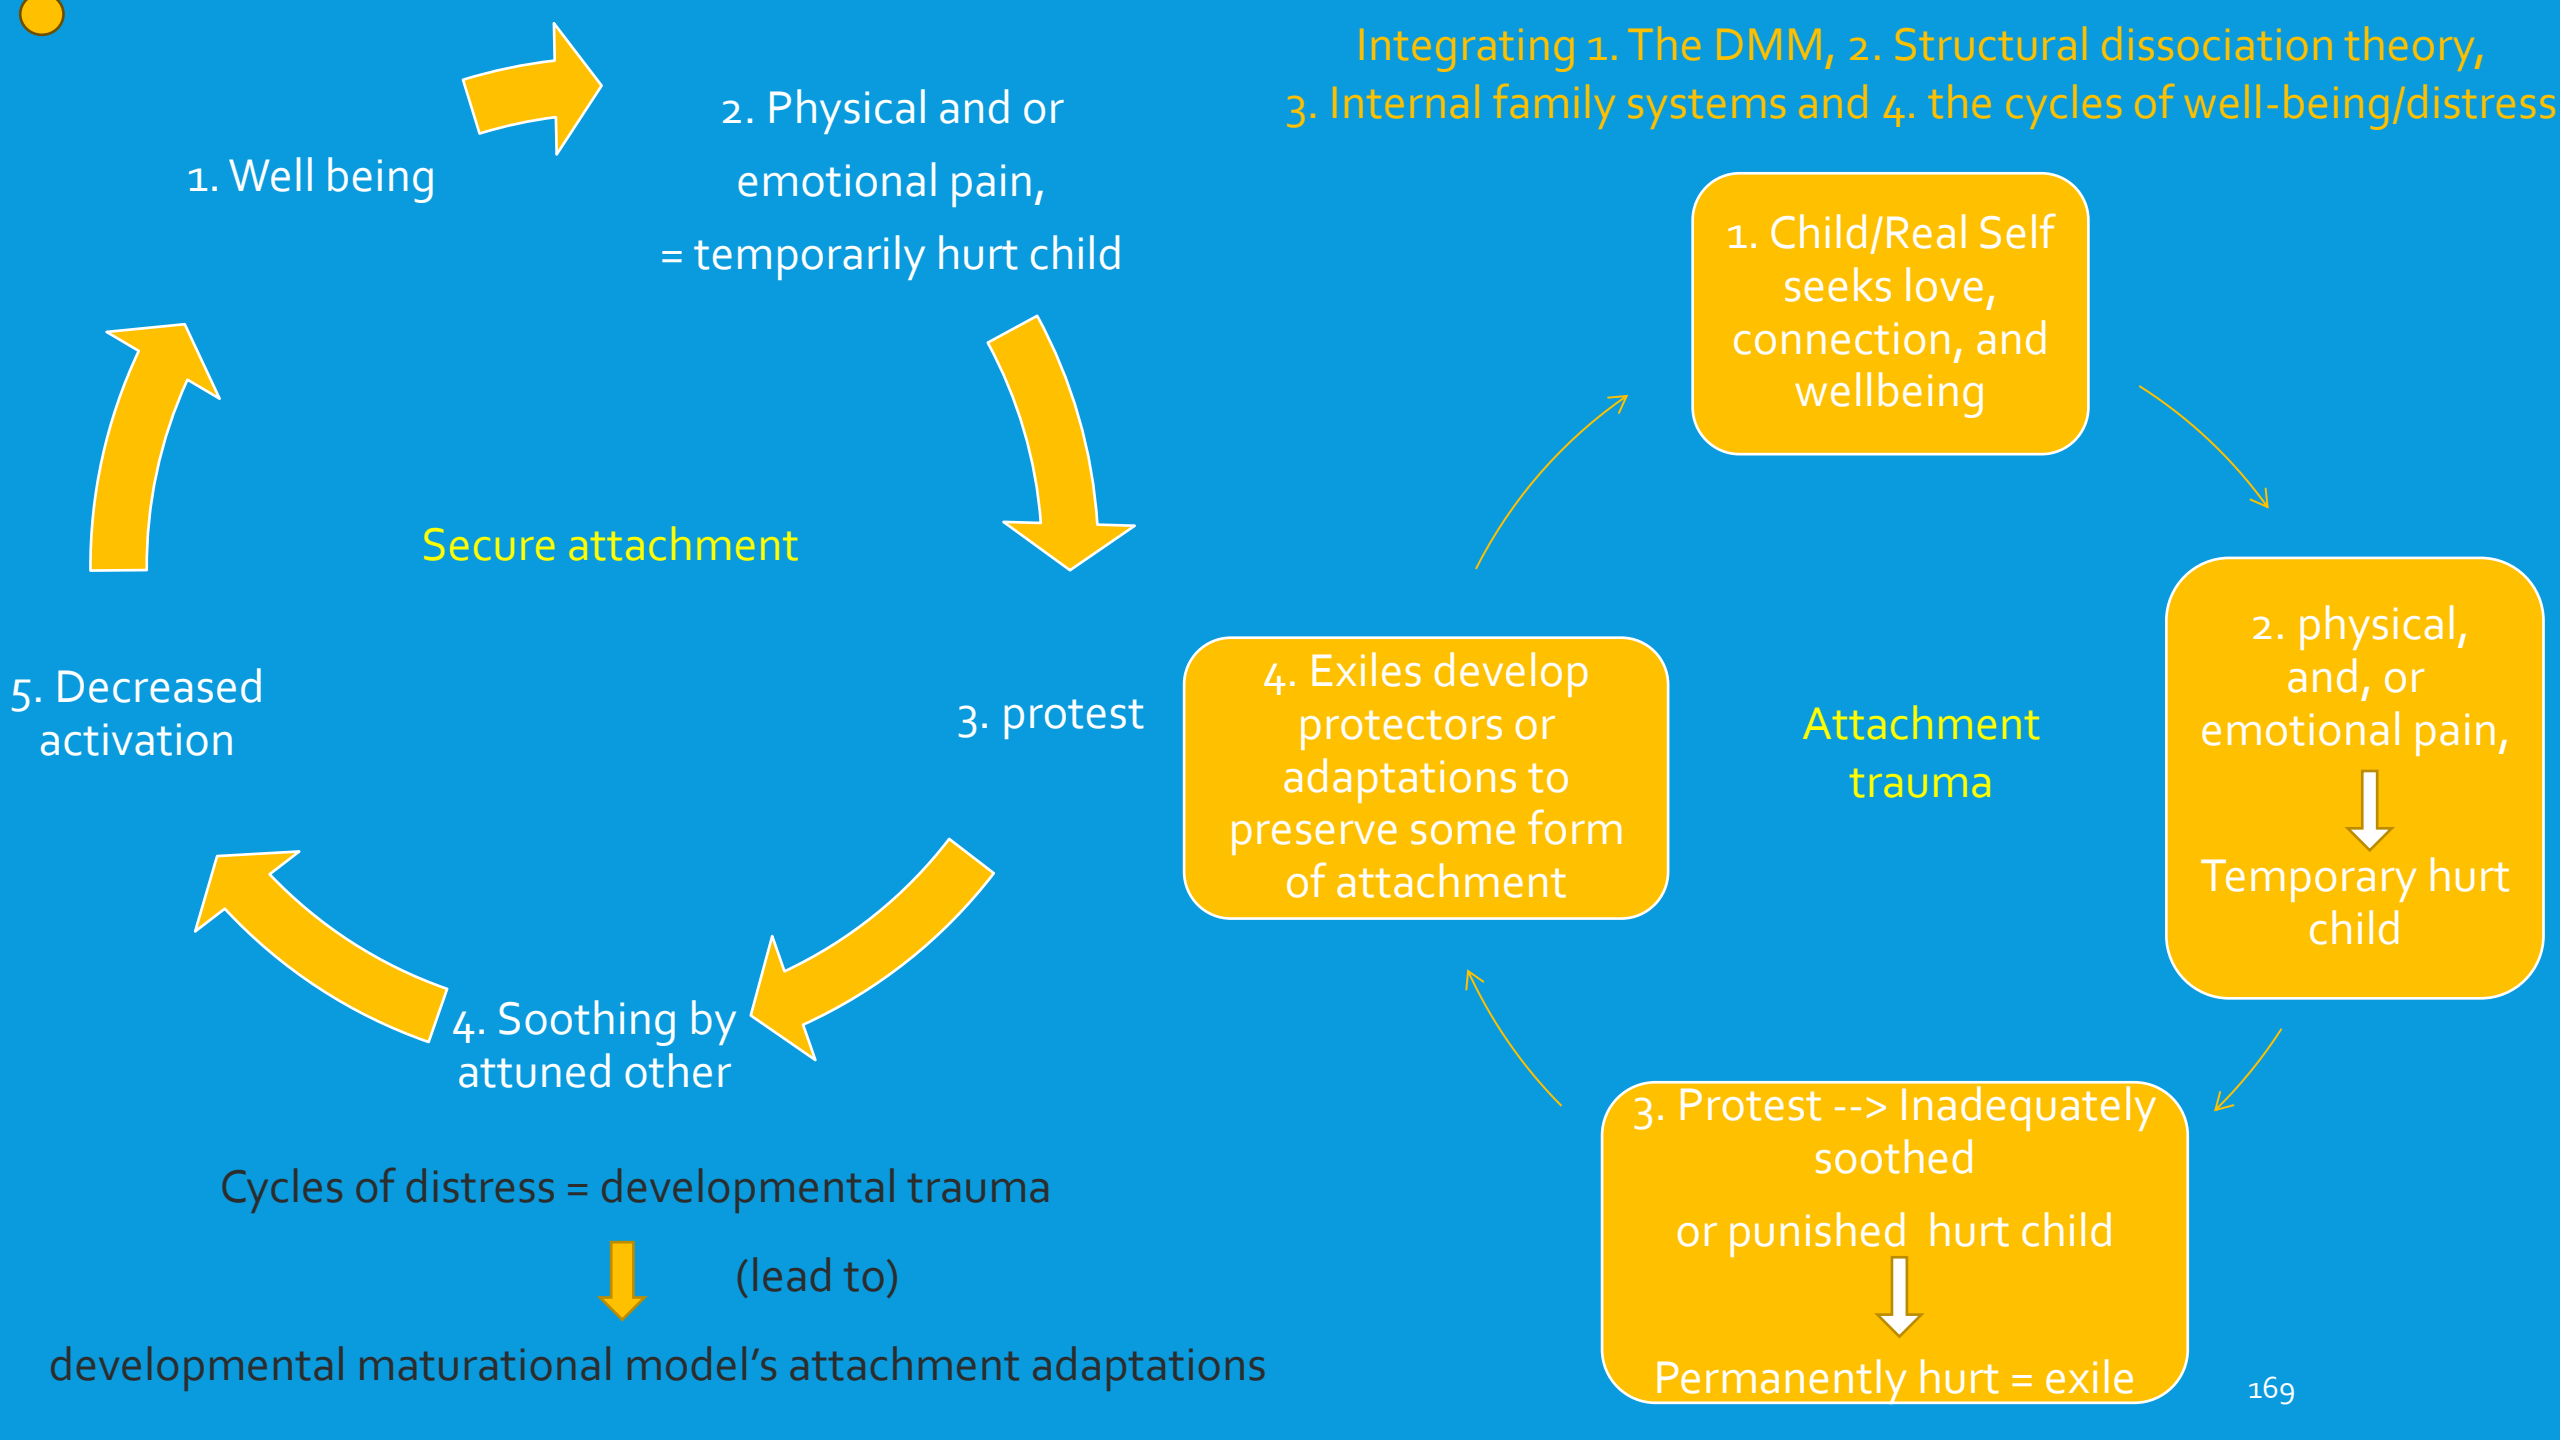 Integrating 1. The DMM, 2. Structural dissociation theory,
3. Internal family systems and 4. the cycles of well-being/distress
1. Well being
2. Physical and or
emotional pain,
= temporarily hurt child
3. protest
4. Soothing by
attuned other
5. Decreased
activation
Secure attachment
Cycles of distress = developmental trauma
(lead to)
developmental maturational model’s attachment adaptations
1. Child/Real Self
seeks love,
connection, and
wellbeing
2. physical,
and, or
emotional pain,
Temporary hurt
child
3. Protest --> Inadequately
soothed
or punished  hurt child
Permanently hurt = exile
4. Exiles develop
protectors or
adaptations to
preserve some form
of attachment
Attachment
trauma
169